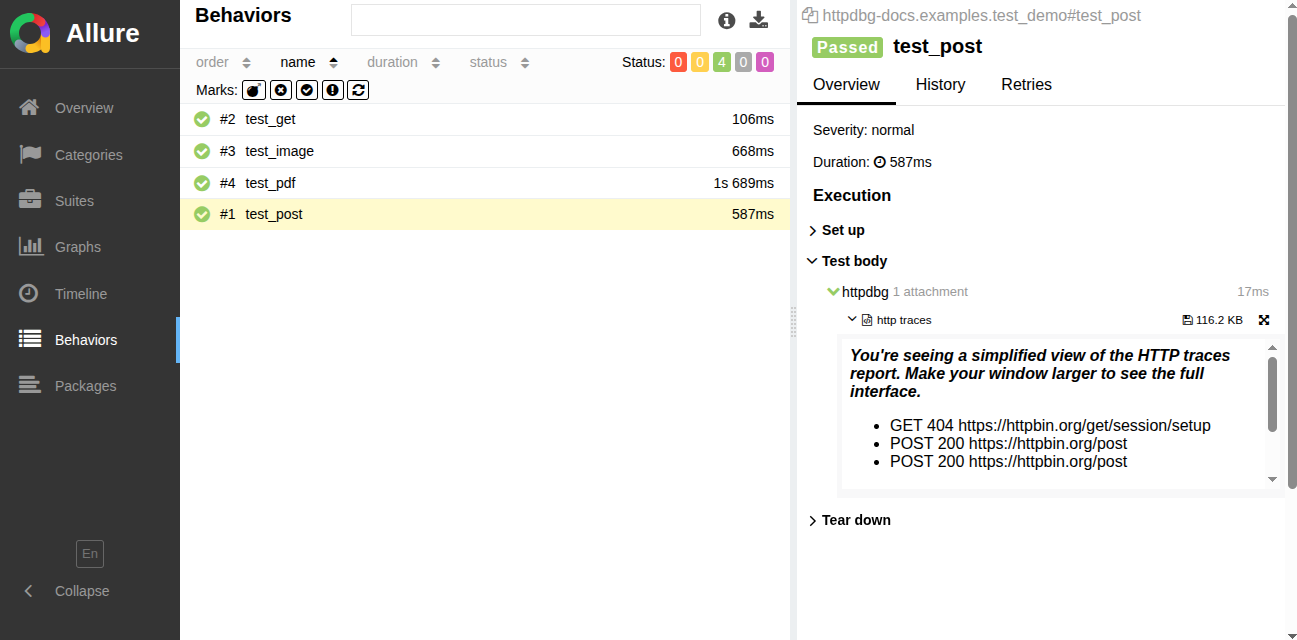 Allure
Overview
Categories
Suites
Graphs
Timeline
Behaviors
Packages
En
Collapse
Behaviors
order name duration status Status: 0 0 4 0 0
Marks:
#2 test_get 106ms
#3 test_image 668ms
#4 test_pdf 1s 689ms
#1 test_post 587ms
httpdbg-docs.examples.test_demo#test_post
Passed test_post
Overview History Retries
Severity: normal
Duration: 587ms
Execution
Set up
Test body
httpdbg 1 attachment 17ms
http traces 116.2 KB
You're seeing a simplified view of the HTTP traces
report. Make your window larger to see the full
interface.
• GET 404 https://httpbin.org/get/session/setup
• POST 200 https://httpbin.org/post
• POST 200 https://httpbin.org/post
Tear down